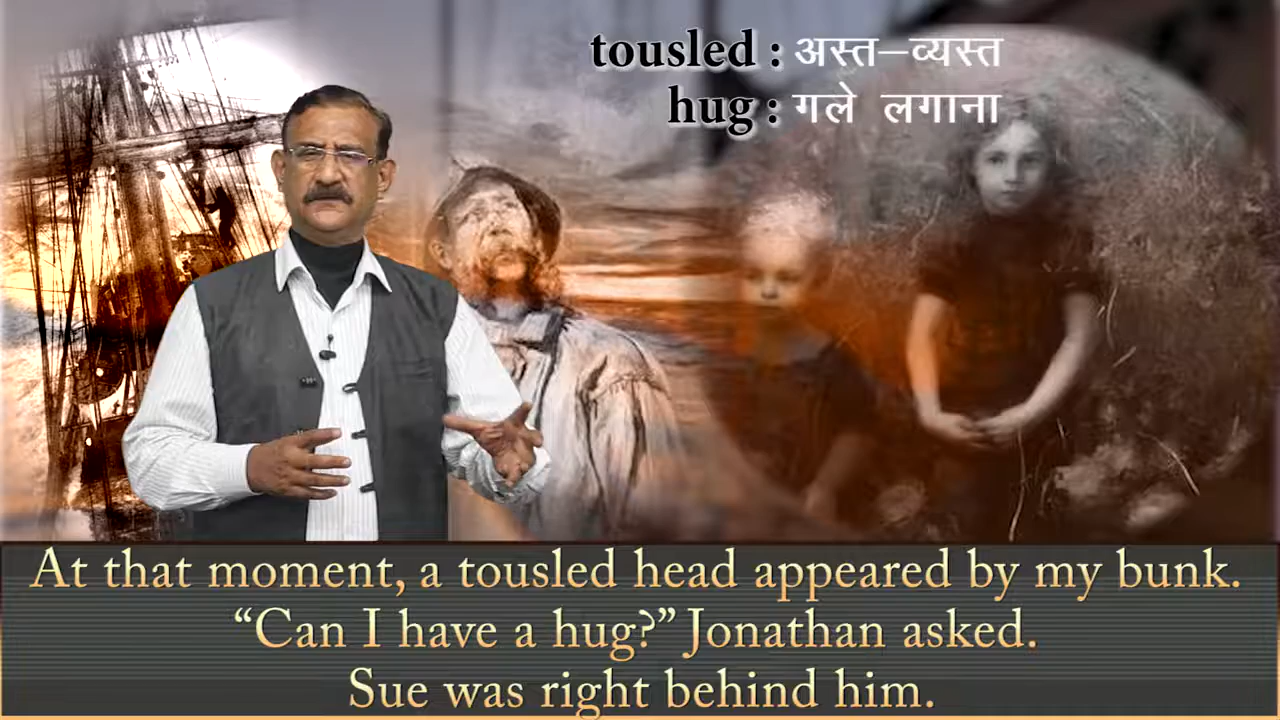 tousled : अस्त–व्यस्त
hug : गले लगाना
At that moment, a tousled head appeared by my bunk.
“Can I have a hug?” Jonathan asked.
Sue was right behind him.